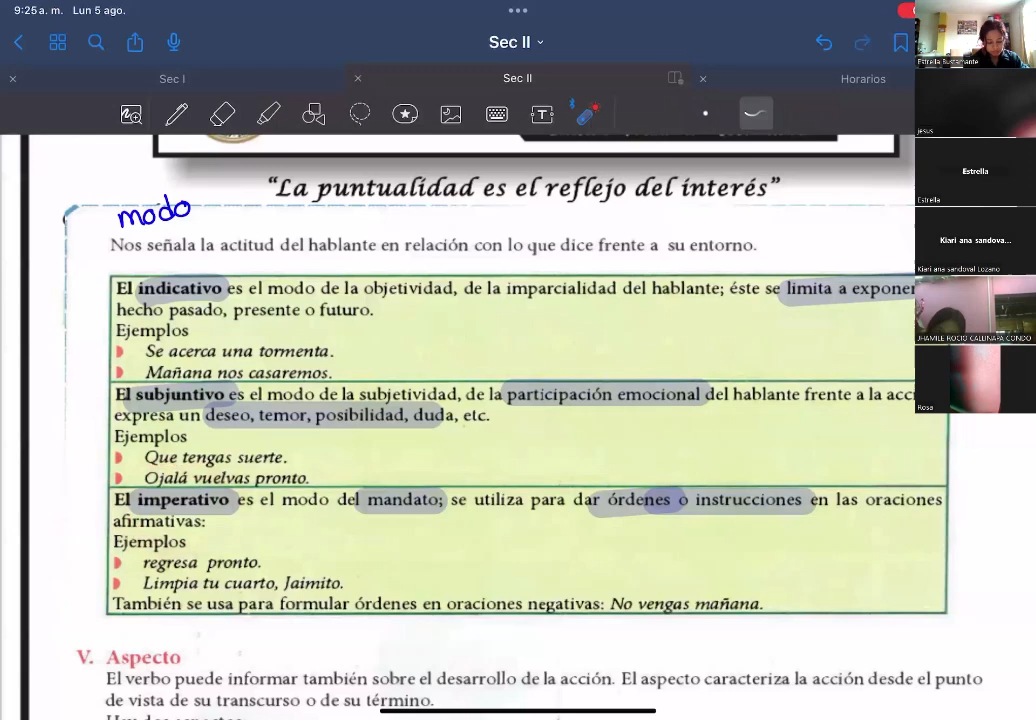 9:25 a. m. Lun 5 ago.
Sec II
Sec I
Sec II
Horarios
Estrella Bustamante
jesus
Estrella
Estrella
Kiari ana sandova...
Kiari ana sandoval Lozano
JHAMILE ROCIO CALLINAPA CONDO
Rosa
“La puntualidad es el reflejo del interés”
modo
Nos señala la actitud del hablante en relación con lo que dice frente a su entorno.
El indicativo es el modo de la objetividad, de la imparcialidad del hablante; éste se limita a exponer
hecho pasado, presente o futuro.
Ejemplos
Se acerca una tormenta.
Mañana nos casaremos.
El subjuntivo es el modo de la subjetividad, de la participación emocional del hablante frente a la acc
expresa un deseo, temor, posibilidad, duda, etc.
Ejemplos
Que tengas suerte.
Ojalá vuelvas pronto.
El imperativo es el modo del mandato; se utiliza para dar órdenes o instrucciones en las oraciones
afirmativas:
Ejemplos
regresa pronto.
Limpia tu cuarto, Jaimito.
También se usa para formular órdenes en oraciones negativas: No vengas mañana.
V. Aspecto
El verbo puede informar también sobre el desarrollo de la acción. El aspecto caracteriza la acción desde el punto
de vista de su transcurso o de su término.